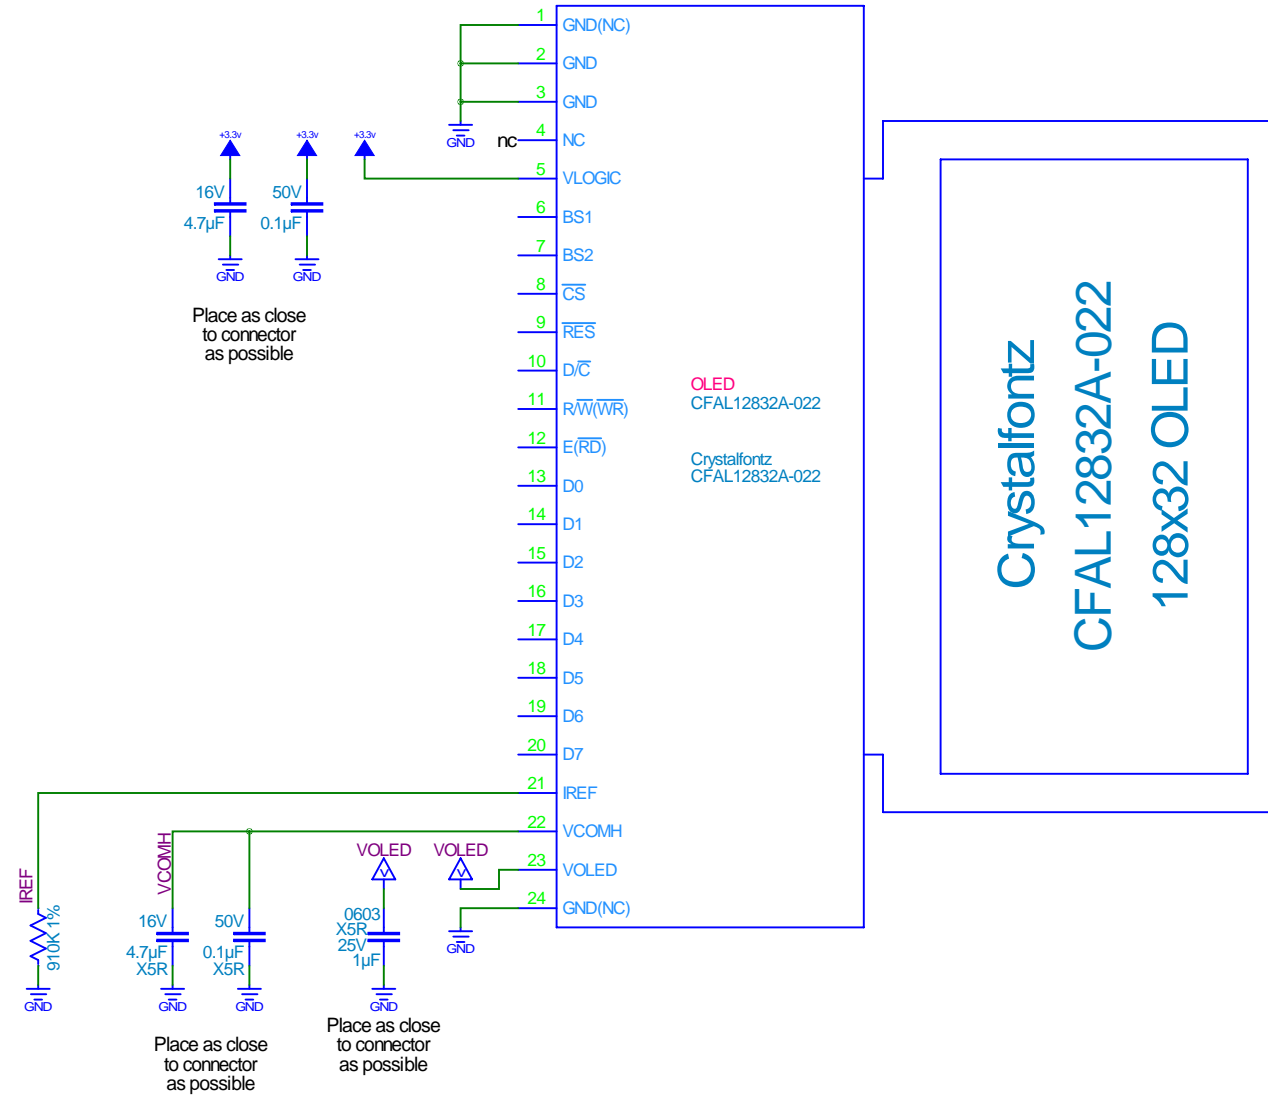 1 GND(NC)
2 GND
3 GND
GND
nc 4 NC
+3.3v +3.3v +3.3v
5 VLOGIC
16V 50V
4.7µF 0.1µF
GND GND
Place as close
to connector
as possible
6 BS1
7 BS2
8 C̅S̅
9 R̅E̅S̅
10 D/C̅
11 R/W̅(W̅R̅)
12 E(R̅D̅)
13 D0
14 D1
15 D2
16 D3
17 D4
18 D5
19 D6
20 D7
21 IREF
22 VCOMH
23 VOLED
24 GND(NC)
OLED
CFAL12832A-022
Crystalfontz
CFAL12832A-022
Crystalfontz
CFAL12832A-022
128x32 OLED
IREF
910K 1%
GND
VCOMH
16V 50V
4.7µF 0.1µF
X5R X5R
GND GND
Place as close
to connector
as possible
VOLED VOLED
V V
0603
X5R
25V
1µF
GND GND
Place as close
to connector
as possible